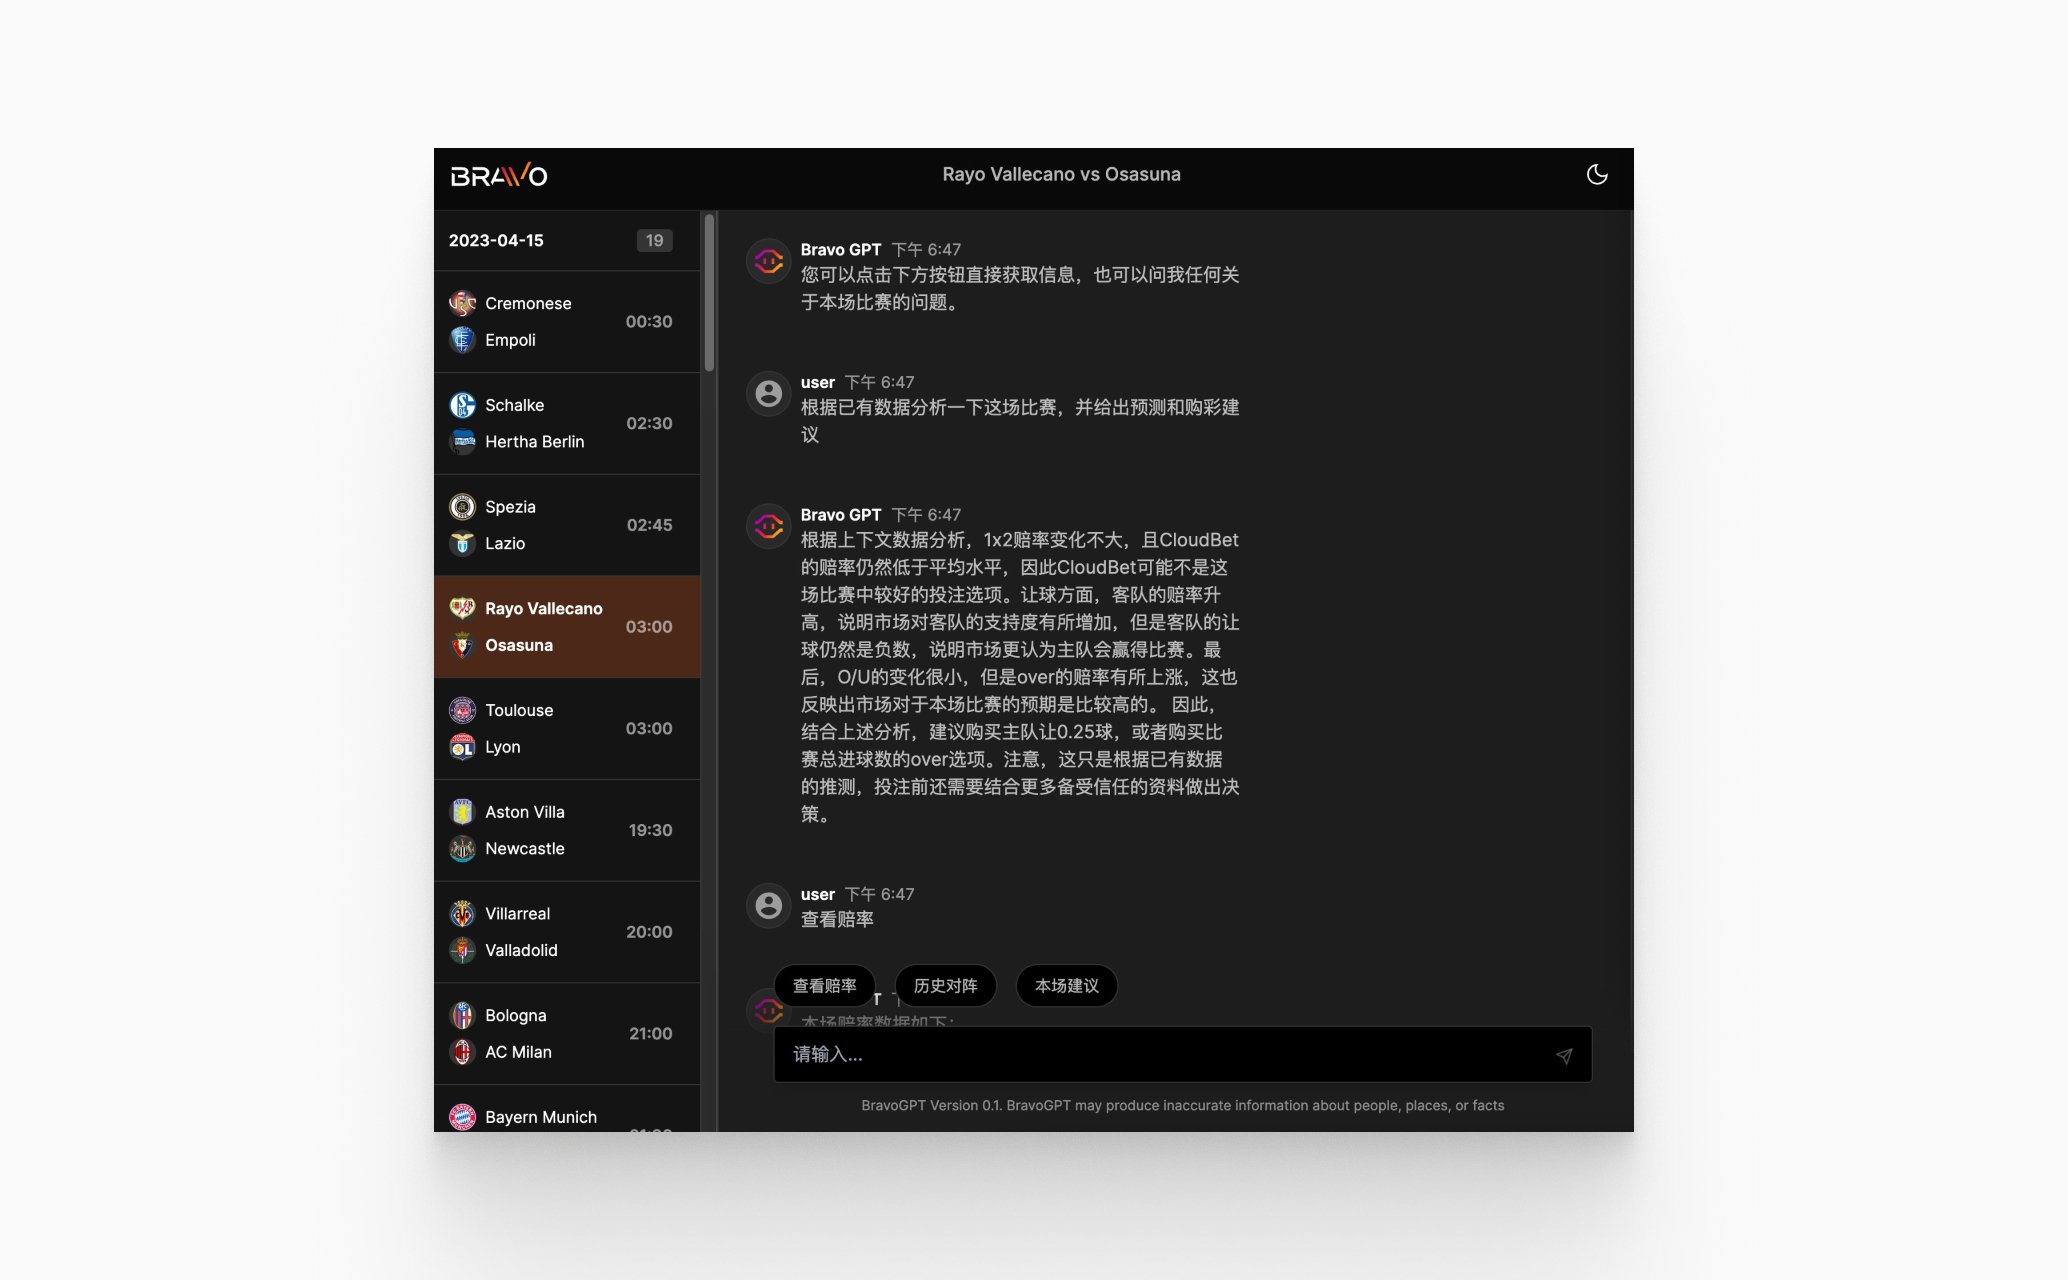 BRAVO
Rayo Vallecano vs Osasuna
2023-04-15 19
Cremonese
00:30
Empoli
Schalke
02:30
Hertha Berlin
Spezia
02:45
Lazio
Rayo Vallecano
03:00
Osasuna
Toulouse
03:00
Lyon
Aston Villa
19:30
Newcastle
Villarreal
20:00
Valladolid
Bologna
21:00
AC Milan
Bayern Munich
Bravo GPT 下午 6:47
您可以点击下方按钮直接获取信息，也可以问我任何关
于本场比赛的问题。
user 下午 6:47
根据已有数据分析一下这场比赛，并给出预测和购彩建
议
Bravo GPT 下午 6:47
根据上下文数据分析，1x2赔率变化不大，且CloudBet
的赔率仍然低于平均水平，因此CloudBet可能不是这
场比赛中较好的投注选项。让球方面，客队的赔率升
高，说明市场对客队的支持度有所增加，但是客队的让
球仍然是负数，说明市场更认为主队会赢得比赛。最
后，O/U的变化很小，但是over的赔率有所上涨，这也
反映出市场对于本场比赛的预期是比较高的。 因此，
结合上述分析，建议购买主队让0.25球，或者购买比
赛总进球数的over选项。注意，这只是根据已有数据
的推测，投注前还需要结合更多备受信任的资料做出决
策。
user 下午 6:47
查看赔率
查看赔率 历史对阵 本场建议
本场赔率数据如下：
请输入...
BravoGPT Version 0.1. BravoGPT may produce inaccurate information about people, places, or facts